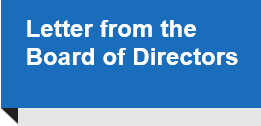 Letter from the
Board of Directors